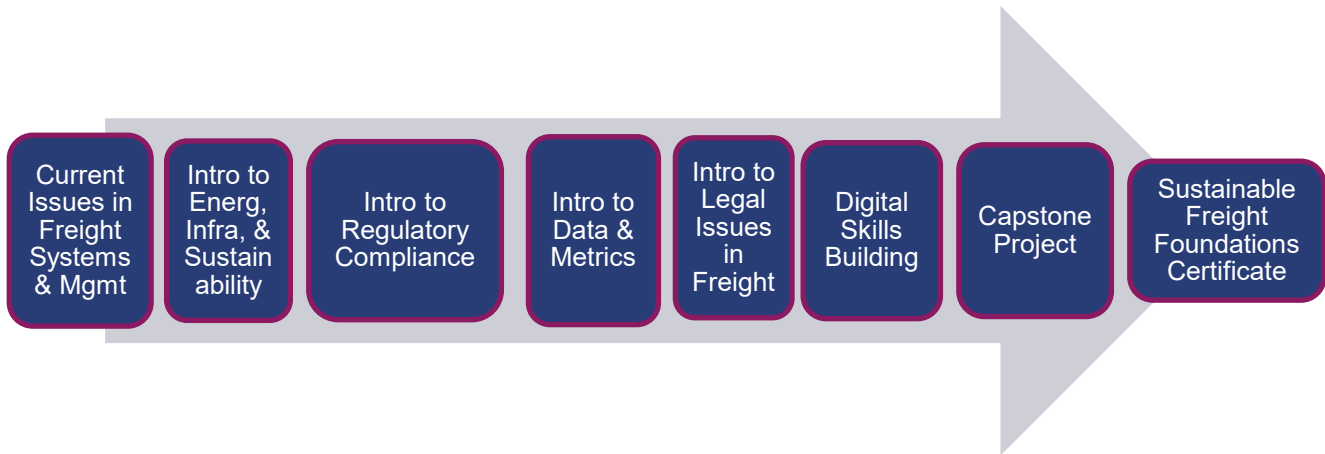 Current
Issues in
Freight
Systems
& Mgmt
Intro to
Energ,
Infra, &
Sustain
ability
Intro to
Regulatory
Compliance
Intro to
Data &
Metrics
Intro to
Legal
Issues
in
Freight
Digital
Skills
Building
Capstone
Project
Sustainable
Freight
Foundations
Certificate